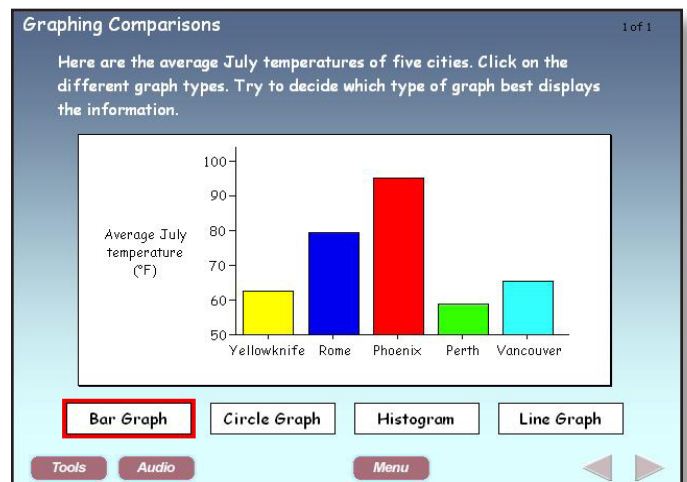 Graphing Comparisons
1 of 1
Here are the average July temperatures of five cities. Click on the
different graph types. Try to decide which type of graph best displays
the information.
100
90
Average July
temperature
(°F)
80
70
60
50
Yellowknife Rome Phoenix Perth Vancouver
Bar Graph Circle Graph Histogram Line Graph
Tools Audio Menu